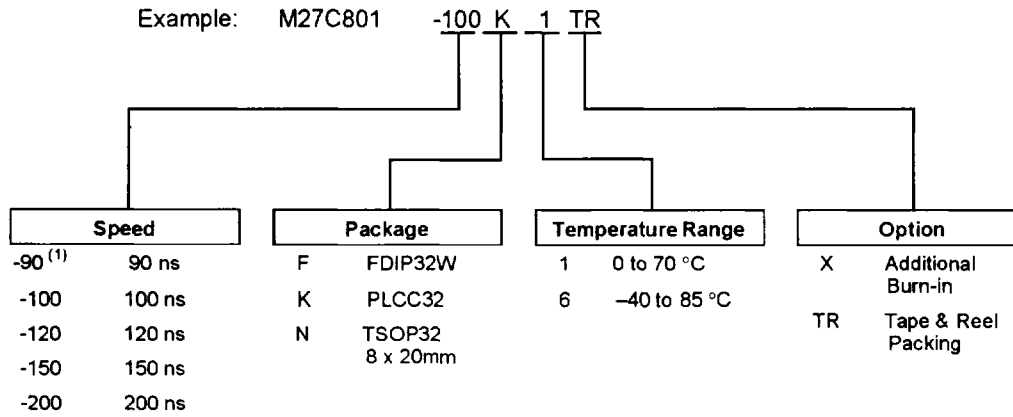 Example: M27C801 -100 K 1 TR
Speed
-90 (1) 90 ns
-100 100 ns
-120 120 ns
-150 150 ns
-200 200 ns
Package
F FDIP32W
K PLCC32
N TSOP32
8 x 20mm
Temperature Range
1 0 to 70 °C
6 –40 to 85 °C
Option
X Additional
Burn-in
TR Tape & Reel
Packing